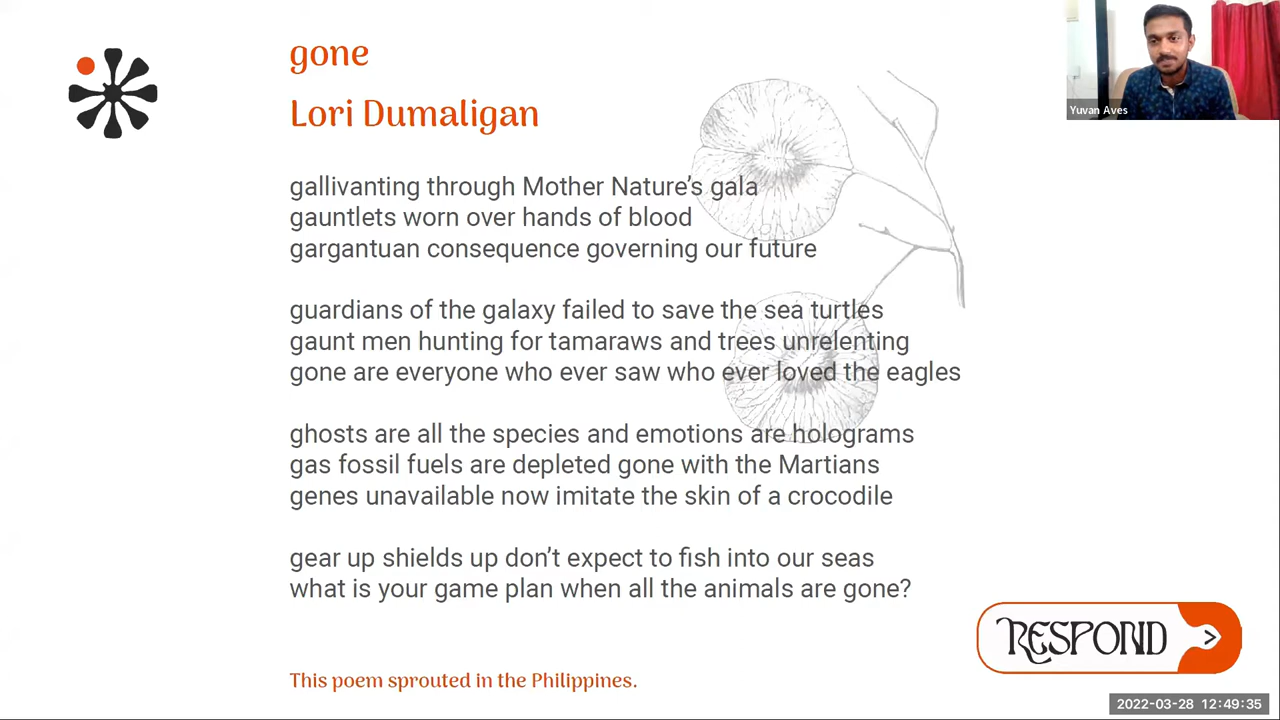 gone
Lori Dumaligan
gallivanting through Mother Nature's gala
gauntlets worn over hands of blood
gargantuan consequence governing our future
guardians of the galaxy failed to save the sea turtles
gaunt men hunting for tamaraws and trees unrelenting
gone are everyone who ever saw who ever loved the eagles
ghosts are all the species and emotions are holograms
gas fossil fuels are depleted gone with the Martians
genes unavailable now imitate the skin of a crocodile
gear up shields up don't expect to fish into our seas
what is your game plan when all the animals are gone?
This poem sprouted in the Philippines.
RESPOND
Yuvan Aves
2022-03-28 12:49:35